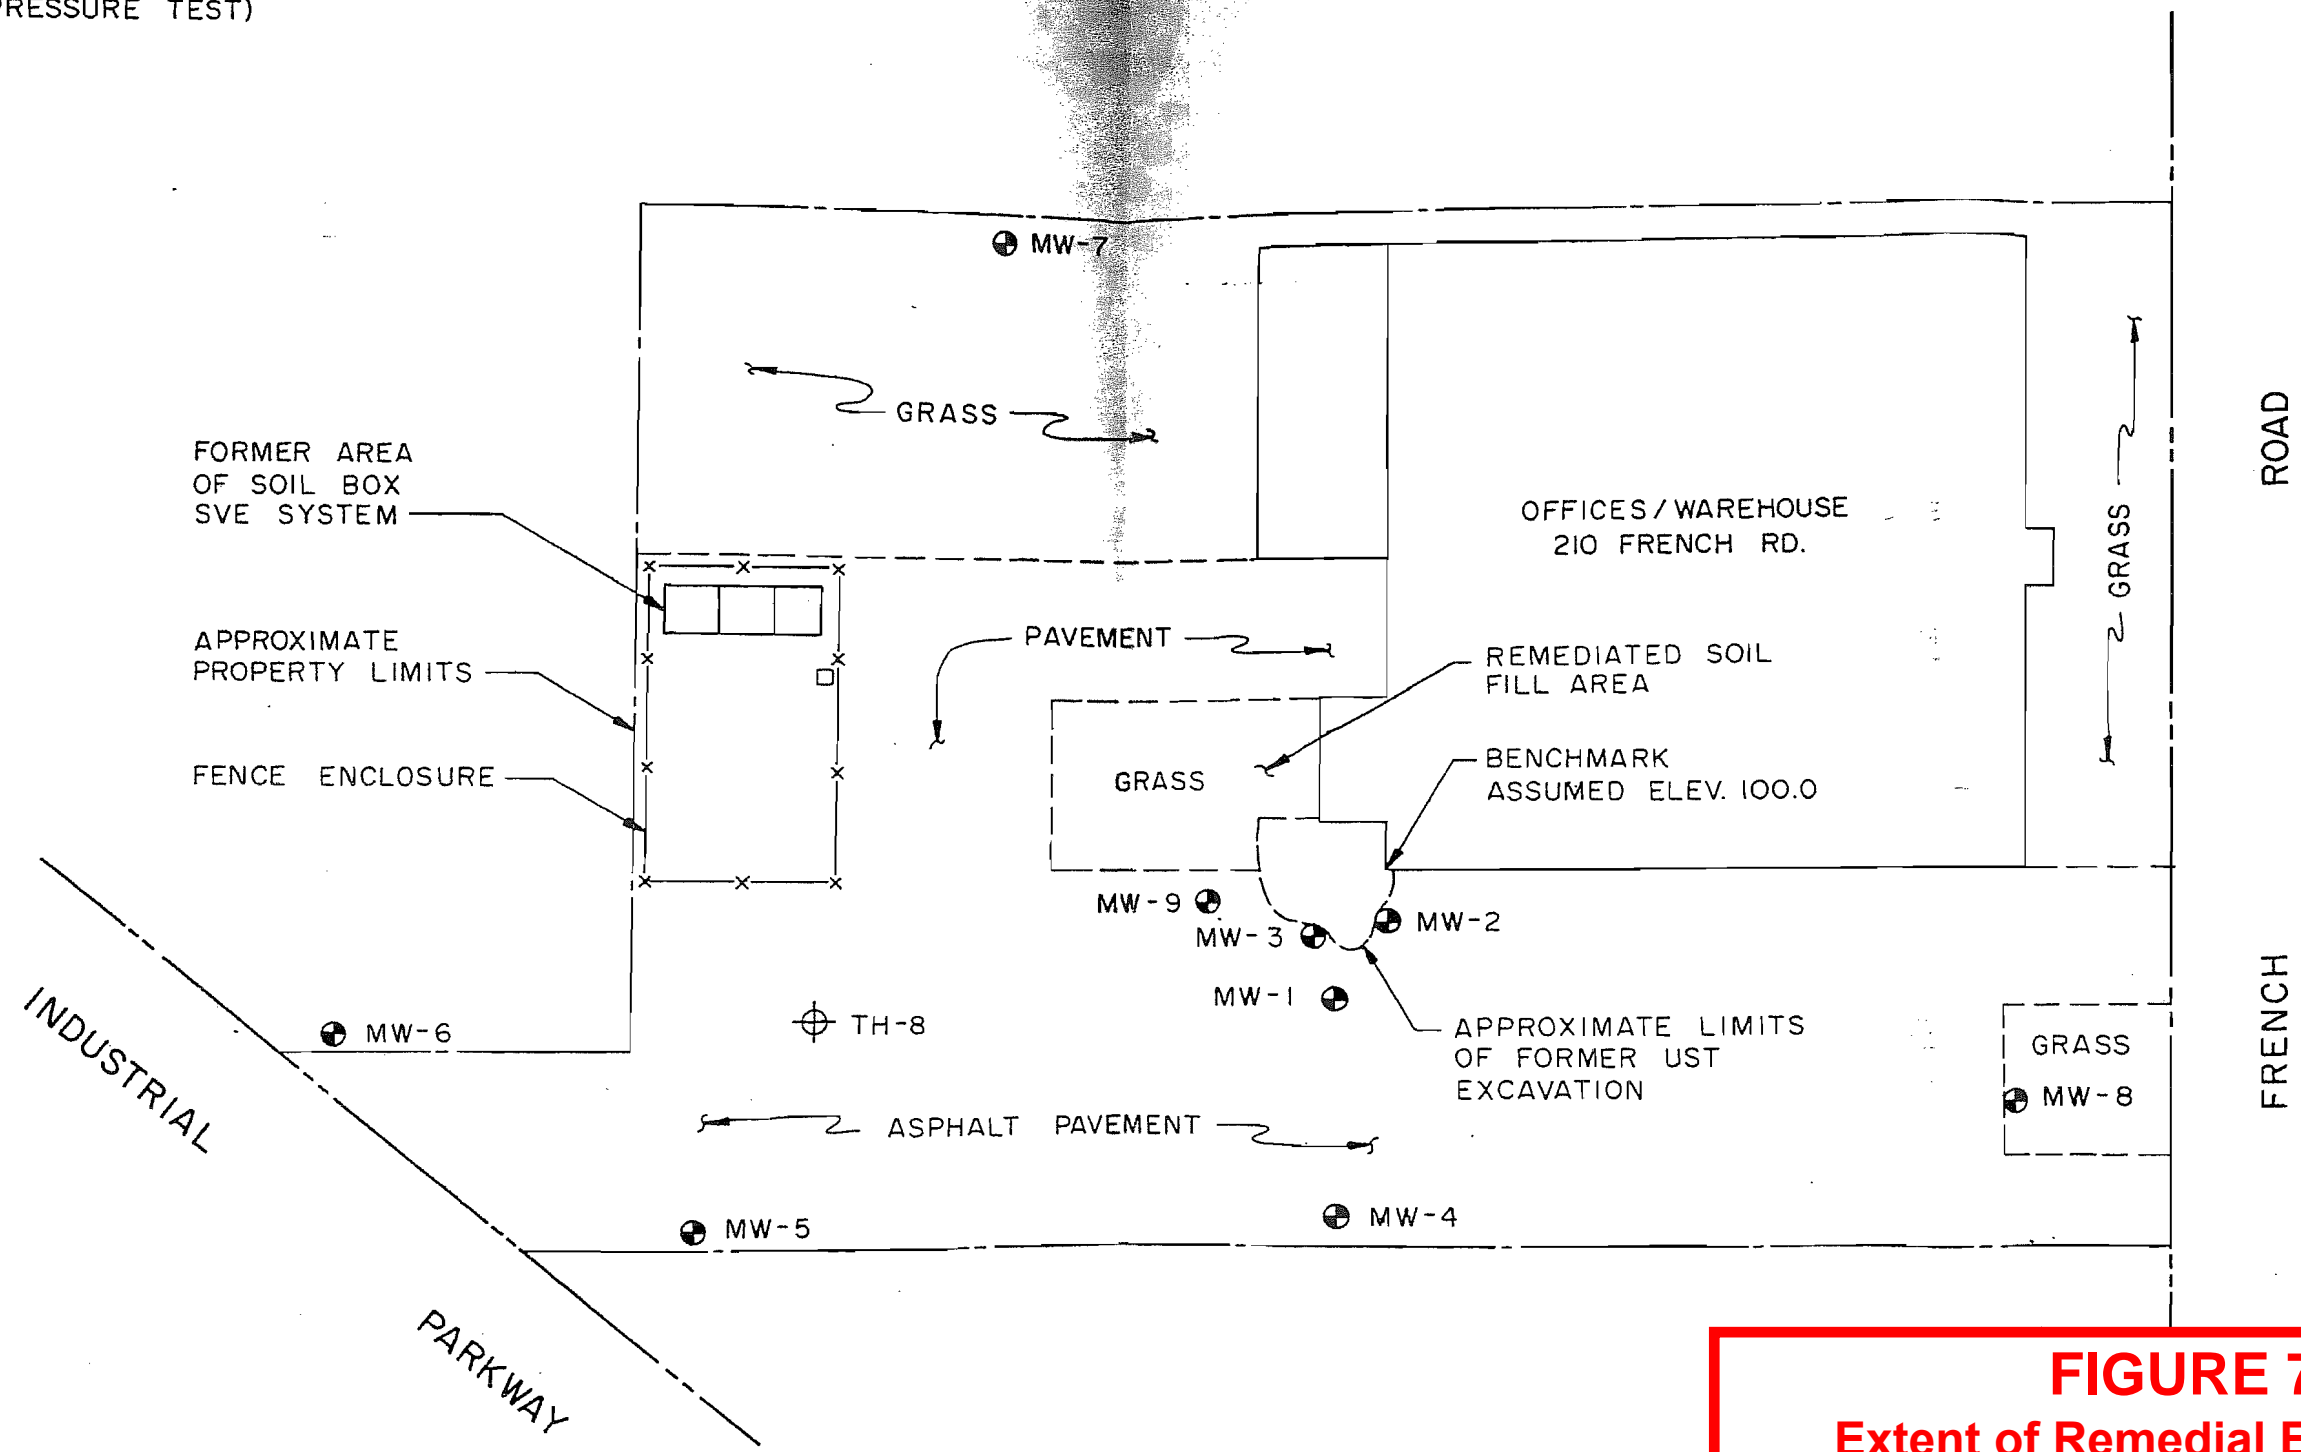 PRESSURE TEST)
MW-7
GRASS
FORMER AREA
OF SOIL BOX
SVE SYSTEM
OFFICES/WAREHOUSE
210 FRENCH RD.
GRASS
ROAD
APPROXIMATE
PROPERTY LIMITS
PAVEMENT
REMEDIATED SOIL
FILL AREA
FENCE ENCLOSURE
GRASS
BENCHMARK
ASSUMED ELEV. 100.0
MW-9
MW-3
MW-2
MW-1
FRENCH
INDUSTRIAL
MW-6
TH-8
APPROXIMATE LIMITS
OF FORMER UST
EXCAVATION
GRASS
MW-8
ASPHALT PAVEMENT
MW-5
MW-4
PARKWAY
FIGURE 7
Extent of Remedial E